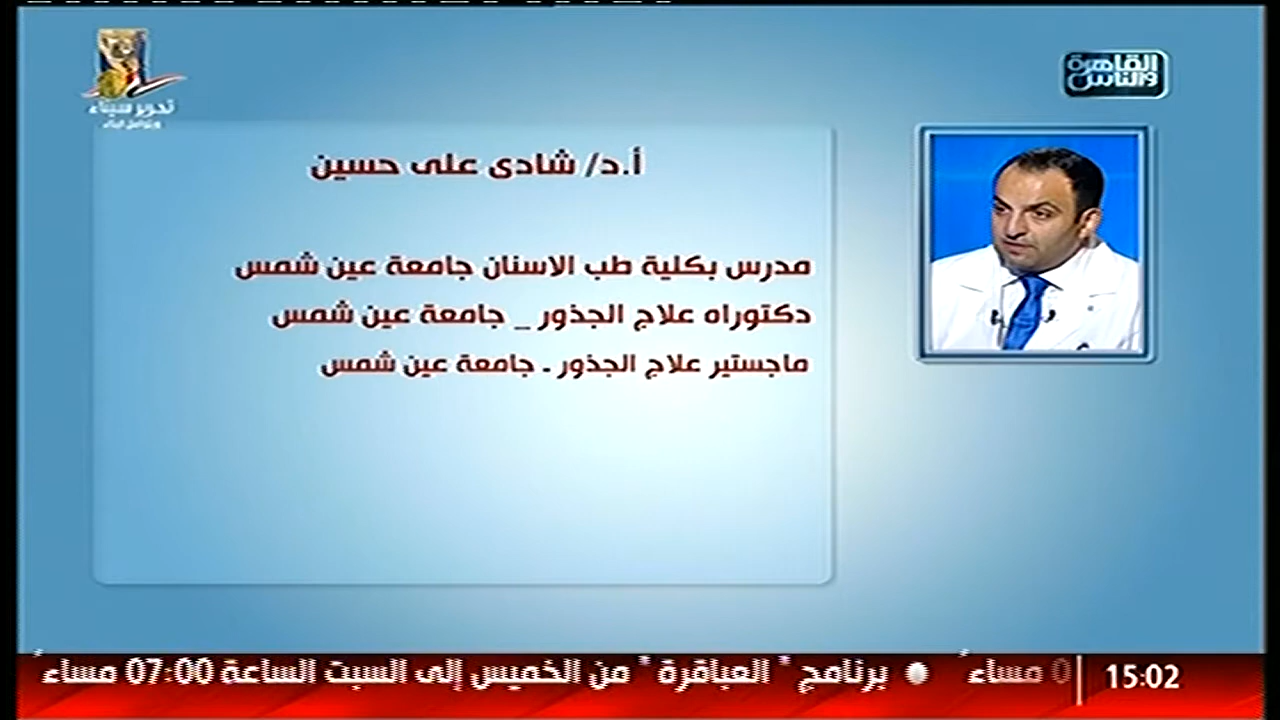 تحرير سيناء
القاهرة
والناس
أ.د/ شادى على حسين
مدرس بكلية طب الاسنان جامعة عين شمس
دكتوراه علاج الجذور _ جامعة عين شمس
ماجستير علاج الجذور - جامعة عين شمس
15:02
0 مساءً ● برنامج " العباقرة " من الخميس إلى السبت الساعة 07:00 مساءً